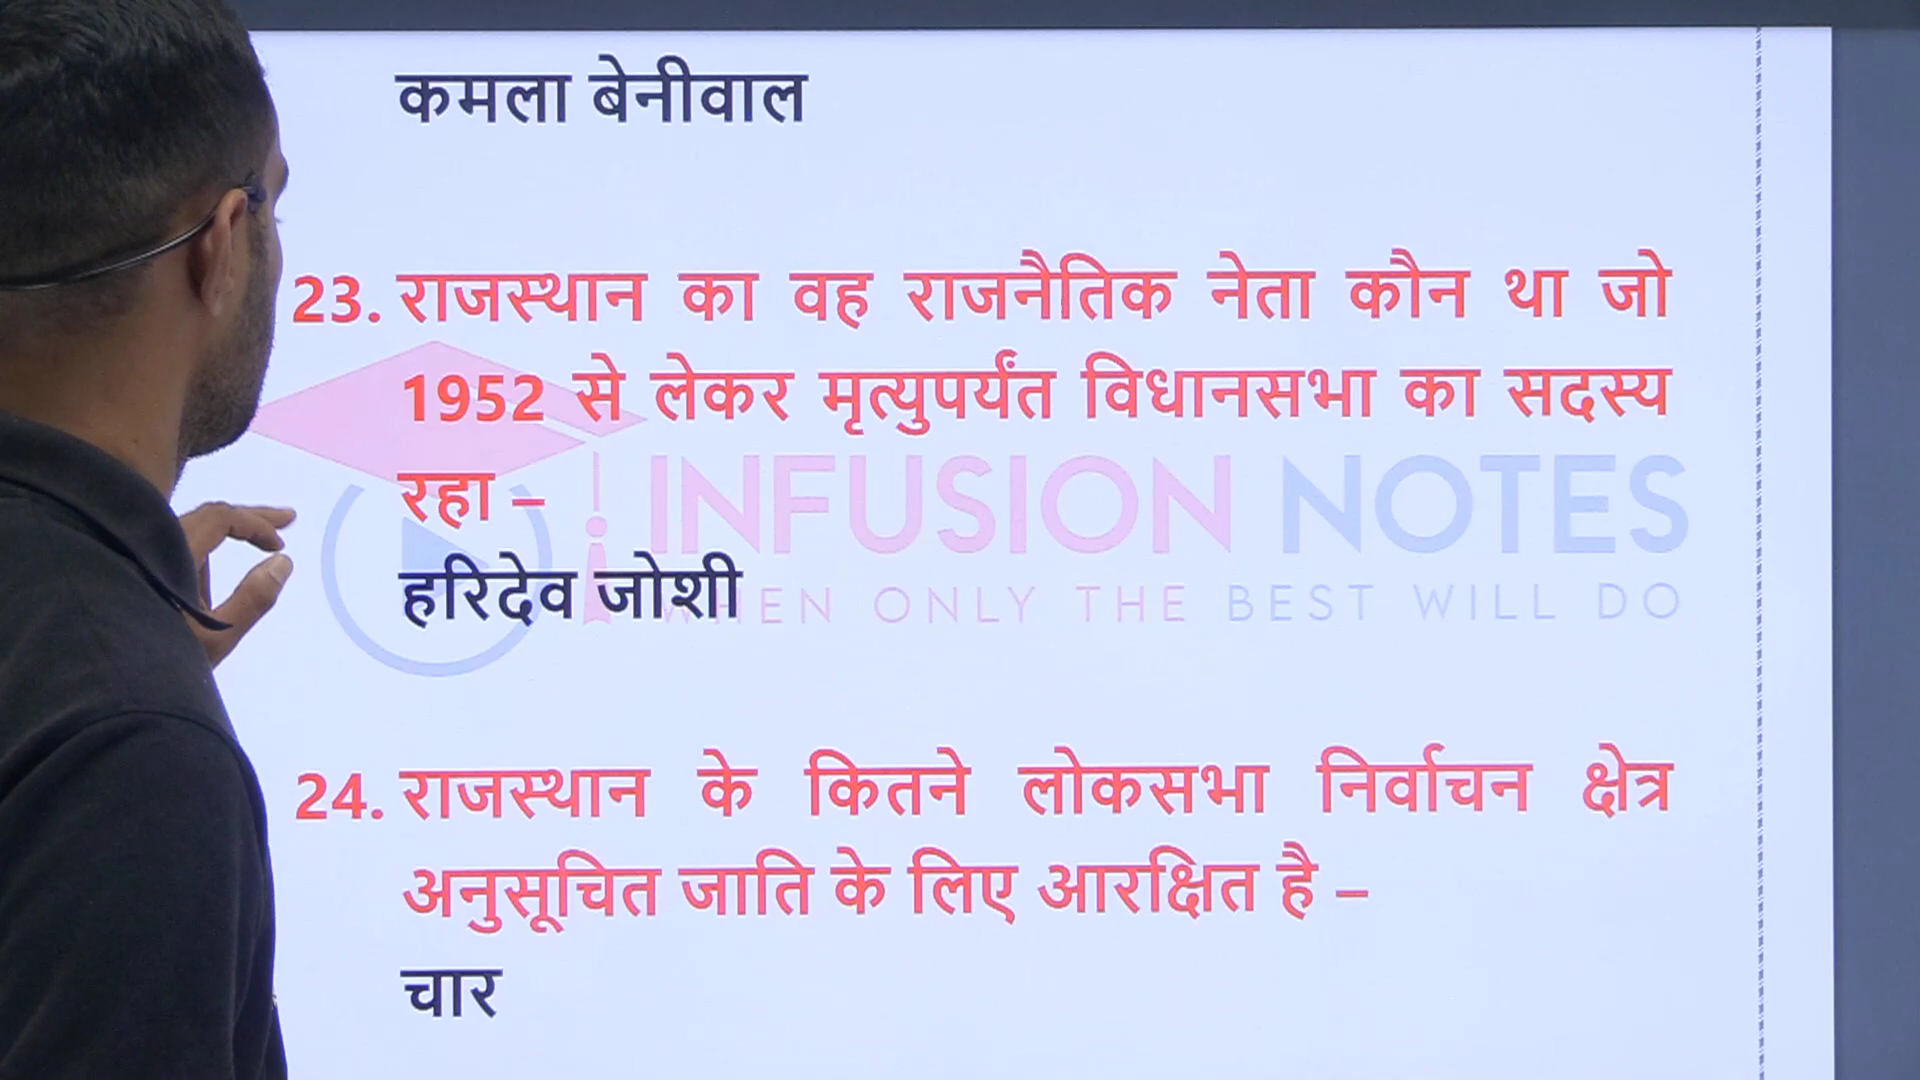 कमला बेनीवाल
23. राजस्थान का वह राजनैतिक नेता कौन था जो
1952 से लेकर मृत्युपर्यंत विधानसभा का सदस्य
रहा –
INFUSION NOTES
हरिदेव जोशी
WHEN ONLY THE BEST WILL DO
24. राजस्थान के कितने लोकसभा निर्वाचन क्षेत्र
अनुसूचित जाति के लिए आरक्षित है –
चार